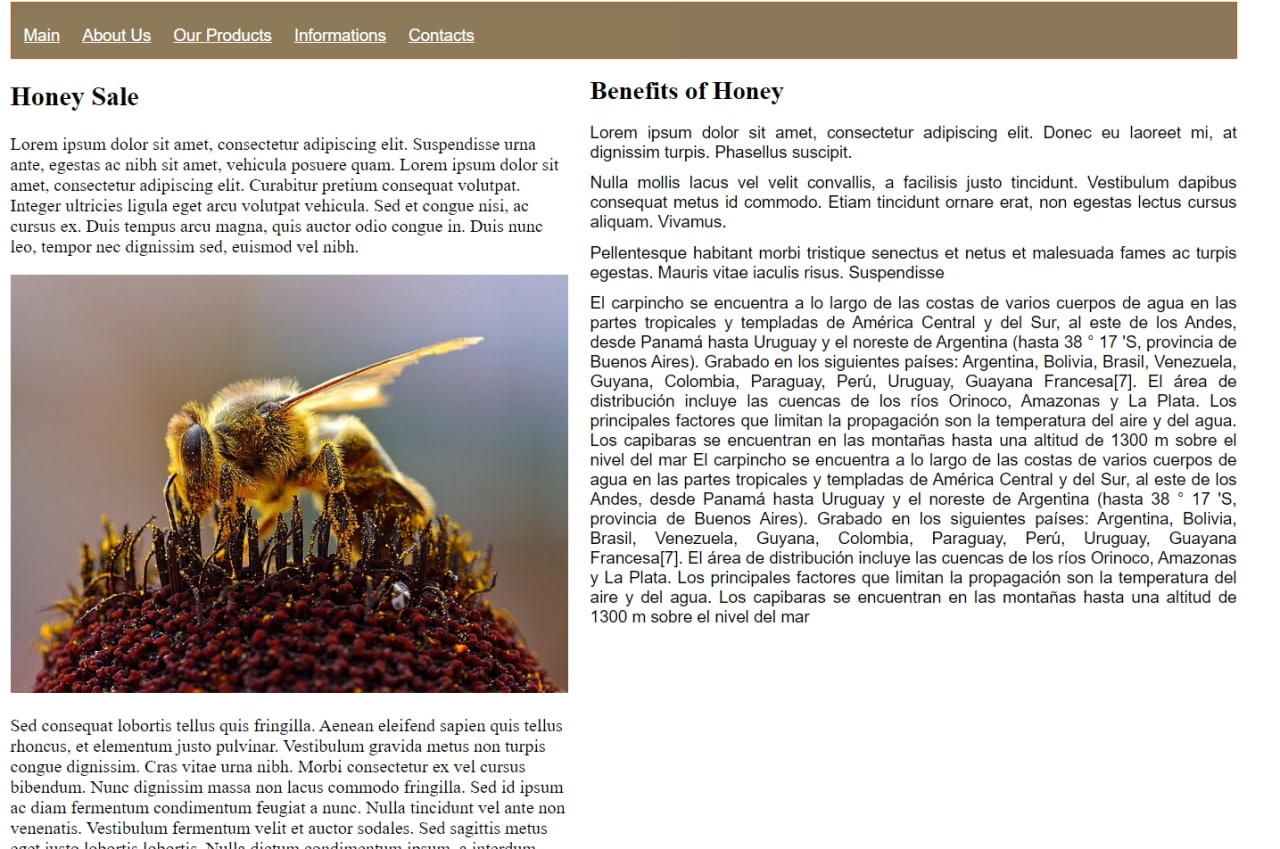 Main About Us Our Products Informations Contacts
Honey Sale
Lorem ipsum dolor sit amet, consectetur adipiscing elit. Suspendisse urna
ante, egestas ac nibh sit amet, vehicula posuere quam. Lorem ipsum dolor sit
amet, consectetur adipiscing elit. Curabitur pretium consequat volutpat.
Integer ultricies ligula eget arcu volutpat vehicula. Sed et congue nisi, ac
cursus ex. Duis tempus arcu magna, quis auctor odio congue in. Duis nunc
leo, tempor nec dignissim sed, euismod vel nibh.
Sed consequat lobortis tellus quis fringilla. Aenean eleifend sapien quis tellus
rhoncus, et elementum justo pulvinar. Vestibulum gravida metus non turpis
congue dignissim. Cras vitae urna nibh. Morbi consectetur ex vel cursus
bibendum. Nunc dignissim massa non lacus commodo fringilla. Sed id ipsum
ac diam fermentum condimentum feugiat a nunc. Nulla tincidunt vel ante non
venenatis. Vestibulum fermentum velit et auctor sodales. Sed sagittis metus
eget justo lobortis lobortis. Nulla dictum condimentum ipsum, a interdum
Benefits of Honey
Lorem ipsum dolor sit amet, consectetur adipiscing elit. Donec eu laoreet mi, at
dignissim turpis. Phasellus suscipit.
Nulla mollis lacus vel velit convallis, a facilisis justo tincidunt. Vestibulum dapibus
consequat metus id commodo. Etiam tincidunt ornare erat, non egestas lectus cursus
aliquam. Vivamus.
Pellentesque habitant morbi tristique senectus et netus et malesuada fames ac turpis
egestas. Mauris vitae iaculis risus. Suspendisse
El carpincho se encuentra a lo largo de las costas de varios cuerpos de agua en las
partes tropicales y templadas de América Central y del Sur, al este de los Andes,
desde Panamá hasta Uruguay y el noreste de Argentina (hasta 38 ° 17 'S, provincia de
Buenos Aires). Grabado en los siguientes países: Argentina, Bolivia, Brasil, Venezuela,
Guyana, Colombia, Paraguay, Perú, Uruguay, Guayana Francesa[7]. El área de
distribución incluye las cuencas de los ríos Orinoco, Amazonas y La Plata. Los
principales factores que limitan la propagación son la temperatura del aire y del agua.
Los capibaras se encuentran en las montañas hasta una altitud de 1300 m sobre el
nivel del mar El carpincho se encuentra a lo largo de las costas de varios cuerpos de
agua en las partes tropicales y templadas de América Central y del Sur, al este de los
Andes, desde Panamá hasta Uruguay y el noreste de Argentina (hasta 38 ° 17 'S,
provincia de Buenos Aires). Grabado en los siguientes países: Argentina, Bolivia,
Brasil, Venezuela, Guyana, Colombia, Paraguay, Perú, Uruguay, Guayana
Francesa[7]. El área de distribución incluye las cuencas de los ríos Orinoco, Amazonas
y La Plata. Los principales factores que limitan la propagación son la temperatura del
aire y del agua. Los capibaras se encuentran en las montañas hasta una altitud de
1300 m sobre el nivel del mar